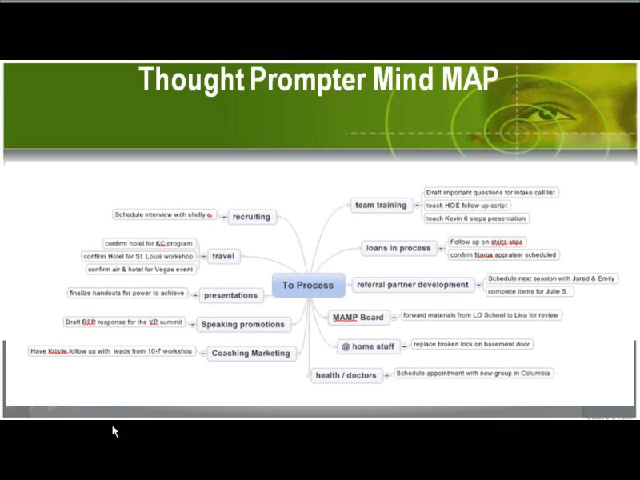 Thought Prompter Mind MAP
Schedule interview with shelly
recruiting
confirm hotel for KC program
confirm Hotel for St. Louis workshop
confirm air & hotel for Vegas event
travel
finalize handouts for power to achieve
presentations
Draft response for the summit
Speaking promotions
Have follow up with leads from 10-7 workshop
Coaching Marketing
To Process
team training
Draft important questions for intake call list
teach follow up script
teach Kevin 6 steps presentation
loans in process
Follow up on
confirm appraiser scheduled
referral partner development
Schedule next session with Jared & Emily
complete items for Julie S.
MAMP Board
forward materials from LO School to Lisa for review
@ home stuff
replace broken lock on basement door
health / doctors
Schedule appointment with new group in Columbia